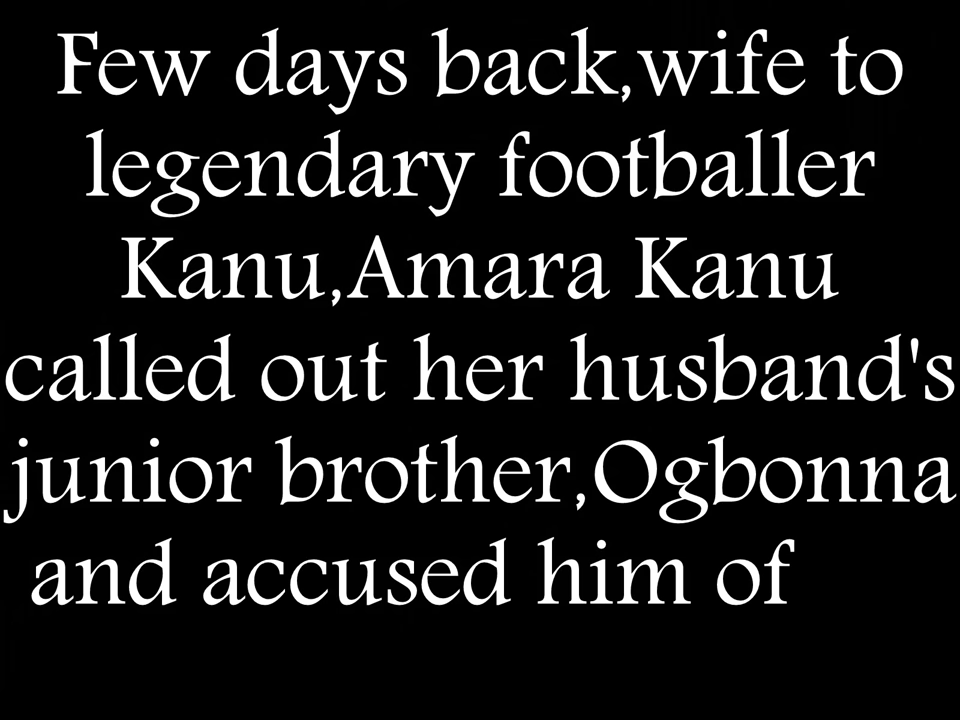 Few days back,wife to
legendary footballer
Kanu,Amara Kanu
called out her husband's
junior brother,Ogbonna
and accused him of